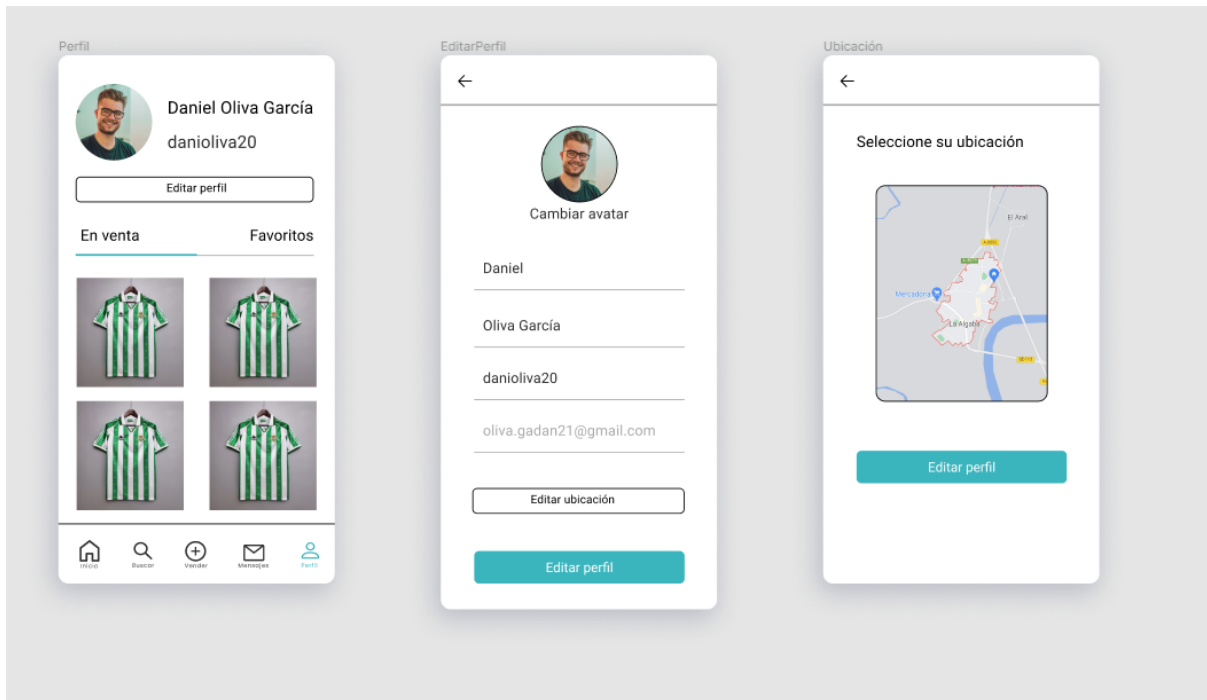 Perfil
Daniel Oliva García
danioliva20
Editar perfil
En venta
Favoritos
Inicio
Buscar
Vender
Mensajes
Perfil
EditarPerfil
Cambiar avatar
Daniel
Oliva García
danioliva20
oliva.gadan21@gmail.com
Editar ubicación
Editar perfil
Ubicación
Seleccione su ubicación
El Aral
Mercadona
La Algaba
Editar perfil